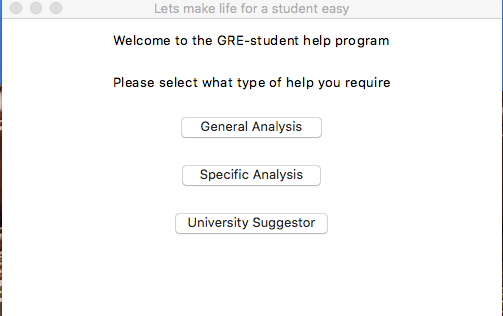 Lets make life for a student easy
Welcome to the GRE-student help program
Please select what type of help you require
General Analysis
Specific Analysis
University Suggestor